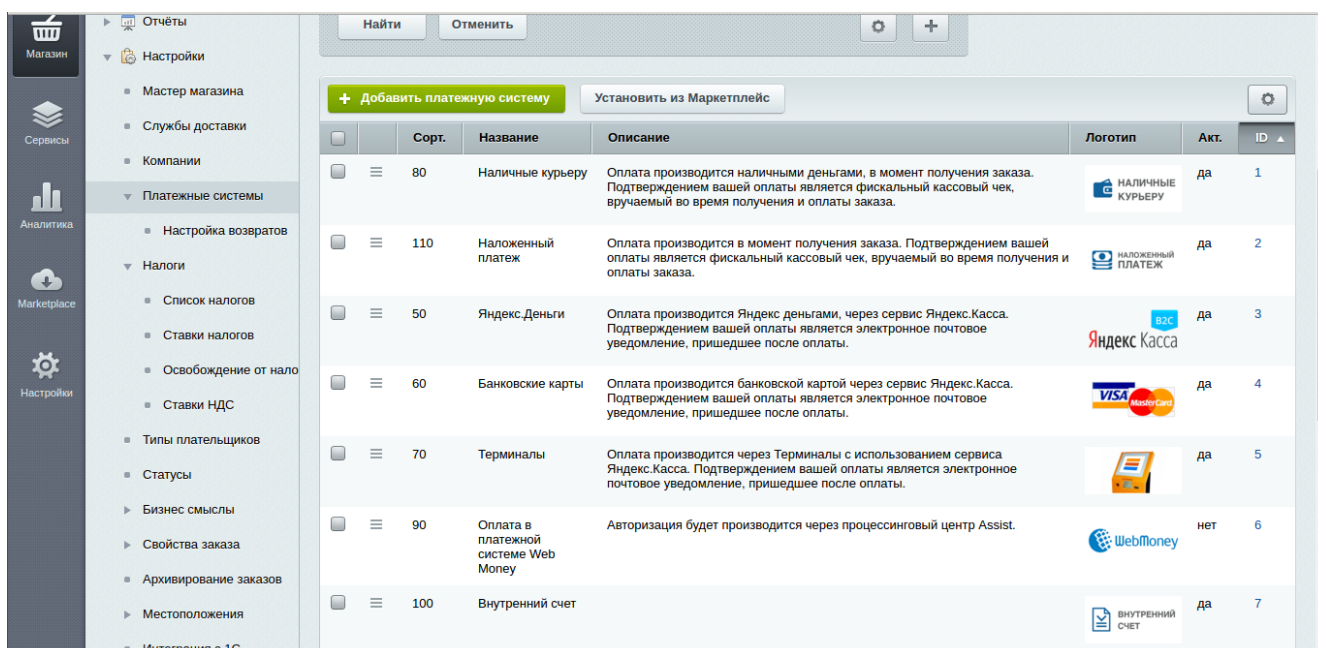 Магазин
Сервисы
Аналитика
Marketplace
Настройки
Отчёты
Настройки
Мастер магазина
Службы доставки
Компании
Платежные системы
Настройка возвратов
Налоги
Список налогов
Ставки налогов
Освобождение от нало
Ставки НДС
Типы плательщиков
Статусы
Бизнес смыслы
Свойства заказа
Архивирование заказов
Местоположения
Интеграция с 1С
Найти Отменить
+ Добавить платежную систему Установить из Маркетплейс
Сорт. Название Описание Логотип Акт. ID
80 Наличные курьеру Оплата производится наличными деньгами, в момент получения заказа.
Подтверждением вашей оплаты является фискальный кассовый чек,
вручаемый во время получения и оплаты заказа.
НАЛИЧНЫЕ
КУРЬЕРУ
да 1
110 Наложенный
платеж
Оплата производится в момент получения заказа. Подтверждением вашей
оплаты является фискальный кассовый чек, вручаемый во время получения и
оплаты заказа.
НАЛОЖЕННЫЙ
ПЛАТЕЖ
да 2
50 Яндекс.Деньги Оплата производится Яндекс деньгами, через сервис Яндекс.Касса.
Подтверждением вашей оплаты является электронное почтовое
уведомление, пришедшее после оплаты.
B2C
Яндекс Касса
да 3
60 Банковские карты Оплата производится банковской картой через сервис Яндекс.Касса.
Подтверждением вашей оплаты является электронное почтовое
уведомление, пришедшее после оплаты.
VISA MasterCard
да 4
70 Терминалы Оплата производится через Терминалы с использованием сервиса
Яндекс.Касса. Подтверждением вашей оплаты является электронное
почтовое уведомление, пришедшее после оплаты.
да 5
90 Оплата в
платежной
системе Web
Money
Авторизация будет производится через процессинговый центр Assist.
WebMoney
нет 6
100 Внутренний счет
ВНУТРЕННИЙ
СЧЕТ
да 7